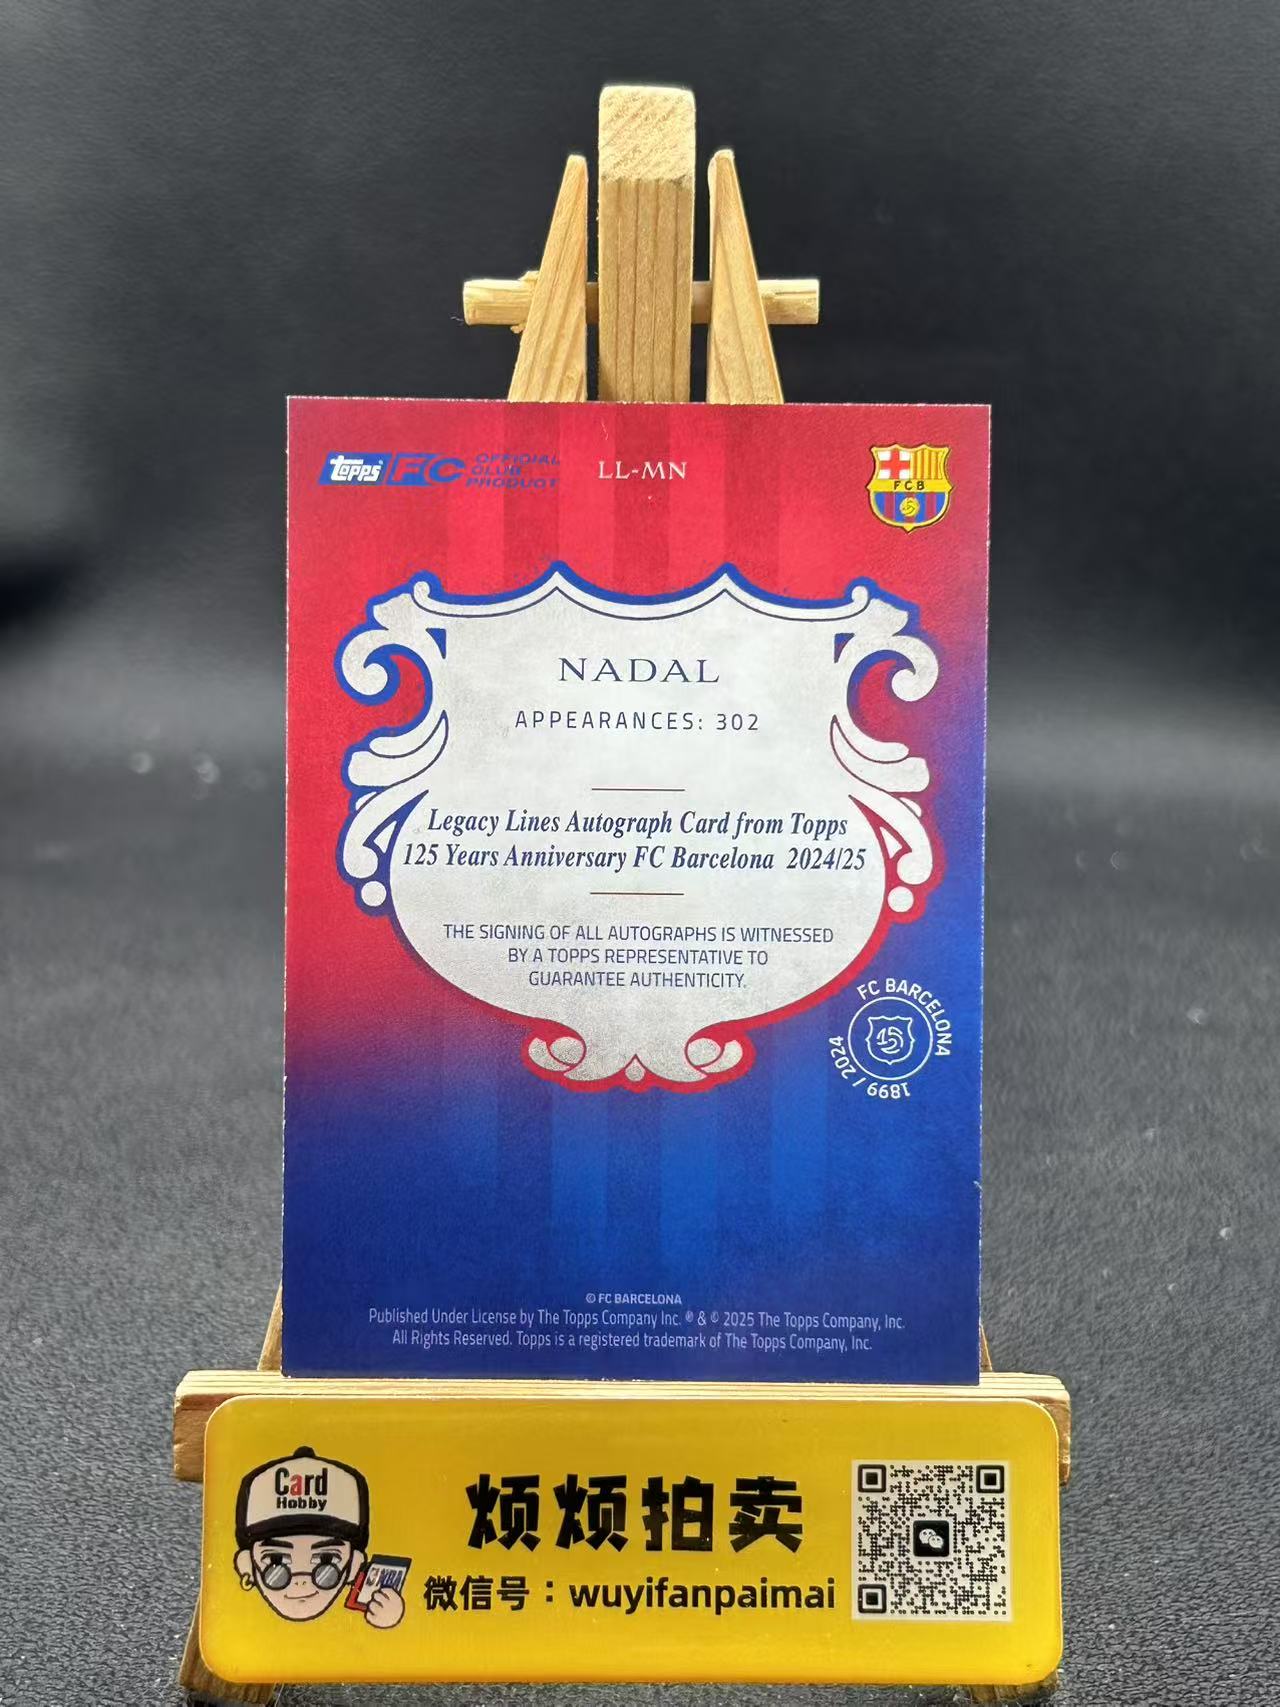 topps FC OFFICIAL CLUB PRODUCT
LL-MN
FCB
NADAL
APPEARANCES: 302
Legacy Lines Autograph Card from Topps
125 Years Anniversary FC Barcelona 2024/25
THE SIGNING OF ALL AUTOGRAPHS IS WITNESSED
BY A TOPPS REPRESENTATIVE TO
GUARANTEE AUTHENTICITY.
FC BARCELONA
1899 / 2024
© FC BARCELONA
Published Under License by The Topps Company Inc. ® & © 2025 The Topps Company, Inc.
All Rights Reserved. Topps is a registered trademark of The Topps Company, Inc.
Card
Hobby
烦烦拍卖
微信号：wuyifanpaimai